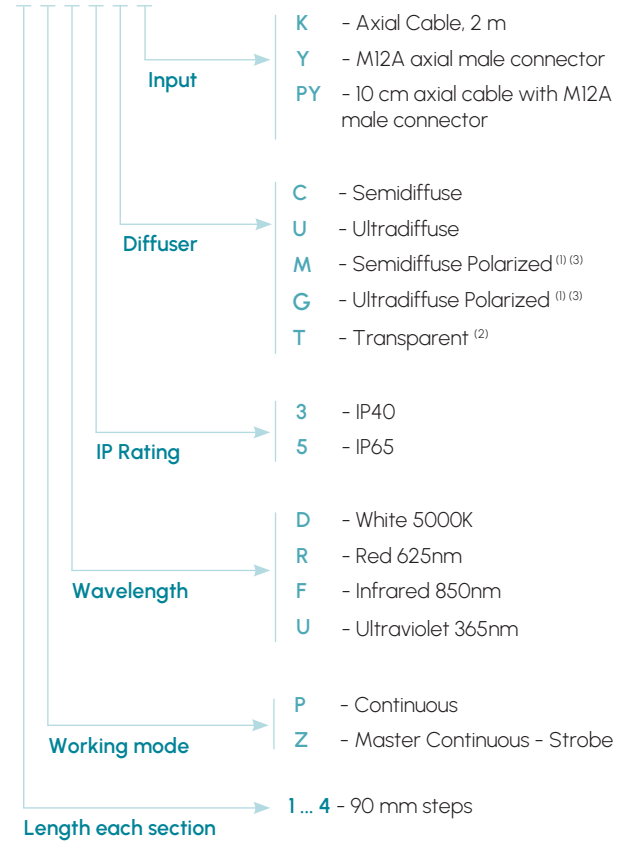 K - Axial Cable, 2 m
Input
Y - M12A axial male connector
PY - 10 cm axial cable with M12A
male connector
C - Semidiffuse
U - Ultradiffuse
Diffuser
M - Semidiffuse Polarized (1) (3)
G - Ultradiffuse Polarized (1) (3)
T - Transparent (2)
3 - IP40
IP Rating
5 - IP65
D - White 5000K
R - Red 625nm
Wavelength
F - Infrared 850nm
U - Ultraviolet 365nm
P - Continuous
Working mode
Z - Master Continuous - Strobe
1 ... 4 - 90 mm steps
Length each section